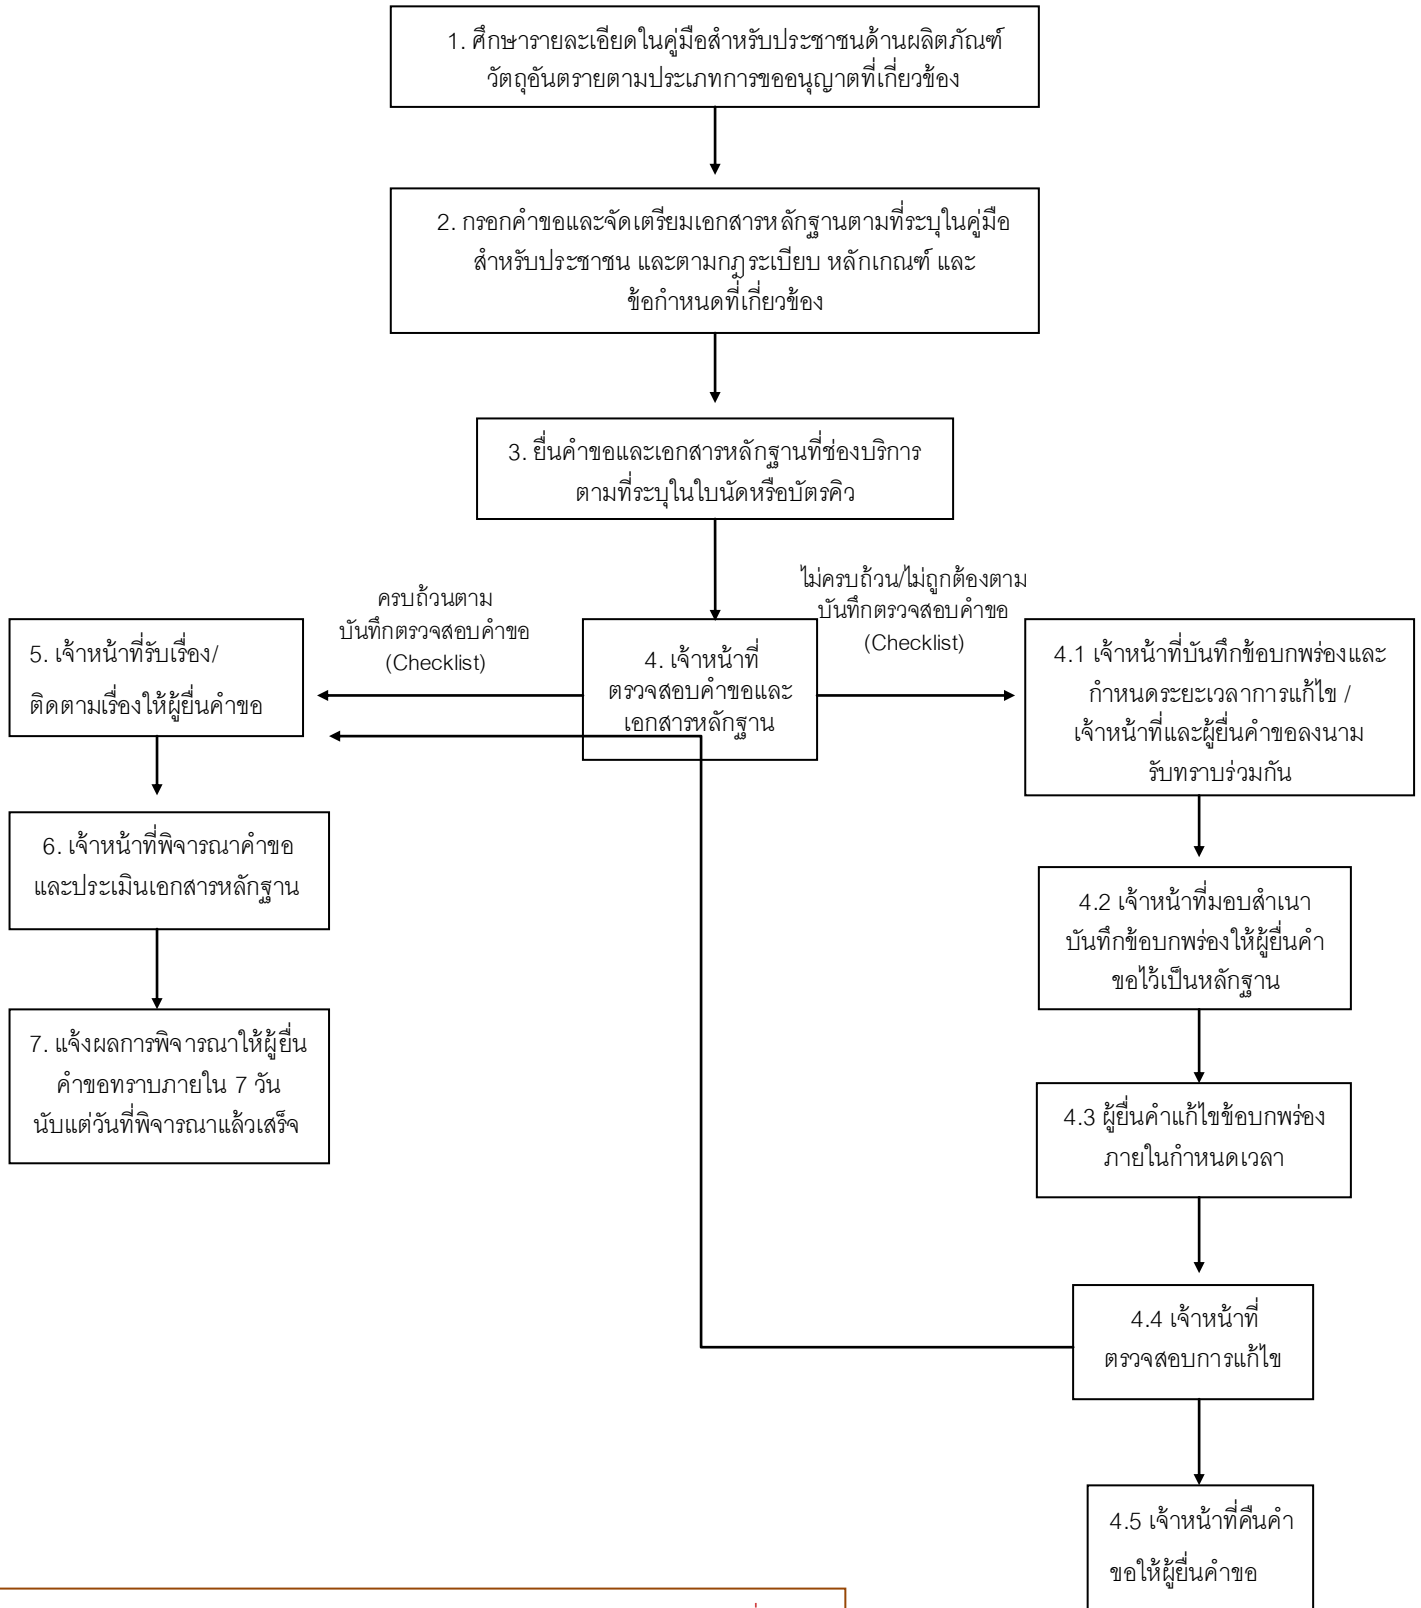 1. ศึกษารายละเอียดในคู่มือสำหรับประชาชนด้านผลิตภัณฑ์
วัตถุอันตรายตามประเภทการขออนุญาตที่เกี่ยวข้อง
2. กรอกคำขอและจัดเตรียมเอกสารหลักฐานตามที่ระบุในคู่มือ
สำหรับประชาชน และตามกฎระเบียบ หลักเกณฑ์ และ
ข้อกำหนดที่เกี่ยวข้อง
3. ยื่นคำขอและเอกสารหลักฐานที่ช่องบริการ
ตามที่ระบุในใบนัดหรือบัตรคิว
ครบถ้วนตาม
บันทึกตรวจสอบคำขอ
(Checklist)
ไม่ครบถ้วน/ไม่ถูกต้องตาม
บันทึกตรวจสอบคำขอ
(Checklist)
4. เจ้าหน้าที่
ตรวจสอบคำขอและ
เอกสารหลักฐาน
5. เจ้าหน้าที่รับเรื่อง/
ติดตามเรื่องให้ผู้ยื่นคำขอ
6. เจ้าหน้าที่พิจารณาคำขอ
และประเมินเอกสารหลักฐาน
7. แจ้งผลการพิจารณาให้ผู้ยื่น
คำขอทราบภายใน 7 วัน
นับแต่วันที่พิจารณาแล้วเสร็จ
4.1 เจ้าหน้าที่บันทึกข้อบกพร่องและ
กำหนดระยะเวลาการแก้ไข /
เจ้าหน้าที่และผู้ยื่นคำขอลงนาม
รับทราบร่วมกัน
4.2 เจ้าหน้าที่มอบสำเนา
บันทึกข้อบกพร่องให้ผู้ยื่นคำ
ขอไว้เป็นหลักฐาน
4.3 ผู้ยื่นคำแก้ไขข้อบกพร่อง
ภายในกำหนดเวลา
4.4 เจ้าหน้าที่
ตรวจสอบการแก้ไข
4.5 เจ้าหน้าที่คืนคำ
ขอให้ผู้ยื่นคำขอ